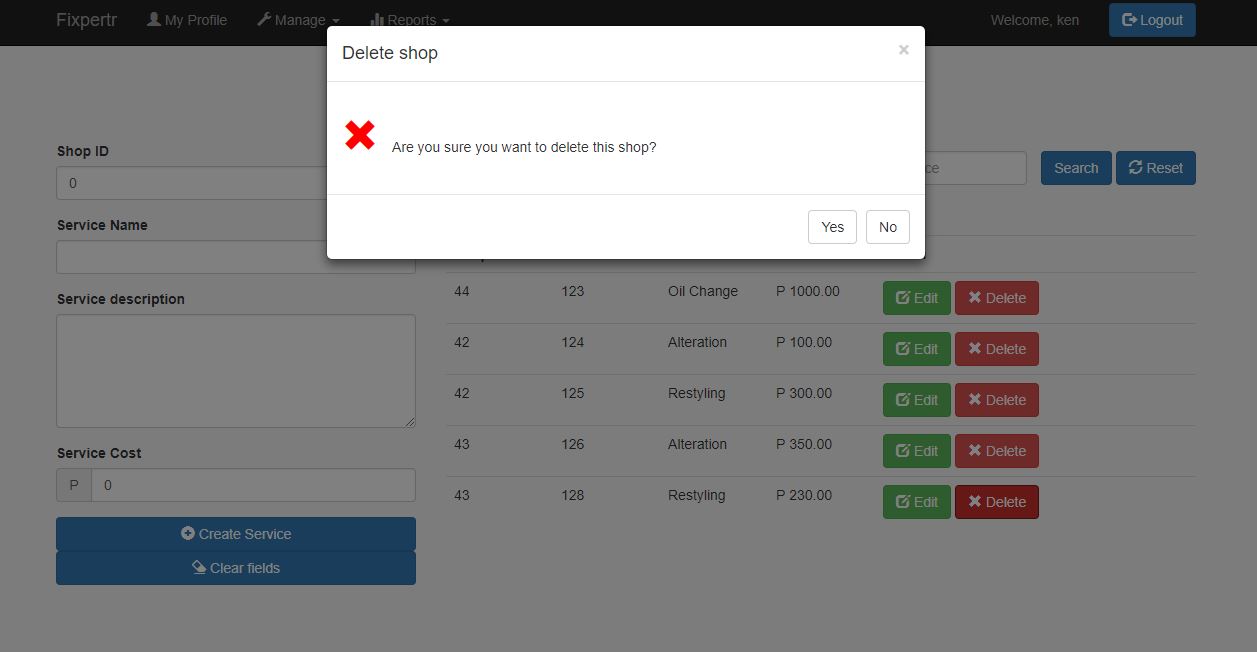 Fixpertr My Profile Manage Reports Welcome, ken Logout
Delete shop ×
Are you sure you want to delete this shop?
Yes No
Shop ID
0
Service Name
Service description
Service Cost
P 0
Create Service
Clear fields
Search Reset
44 123 Oil Change P 1000.00 Edit Delete
42 124 Alteration P 100.00 Edit Delete
42 125 Restyling P 300.00 Edit Delete
43 126 Alteration P 350.00 Edit Delete
43 128 Restyling P 230.00 Edit Delete